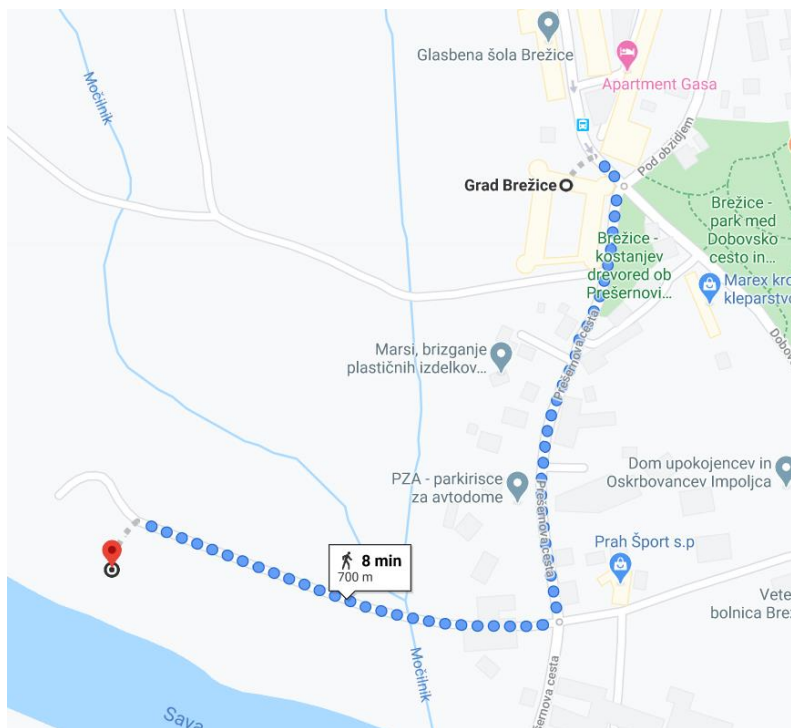 Glasbena šola Brežice
Apartment Gasa
Močilnik
Pod obzidjem
Grad Brežice
Brežice -
kostanjev
drevored ob
Prešernovi...
Brežice -
park med
Dobovsko
cesto in...
Marex kro
kleparstvo
Dobovs
Prešernova cesta
Marsi, brizganje
plastičnih izdelkov...
PZA - parkirisce
za avtodome
Dom upokojencev in
Oskrbovancev Impoljca
Prešernova cesta
Prah Šport s.p
8 min
700 m
Vete
bolnica Brež
Močilnik
Prešernova cesta
Sava